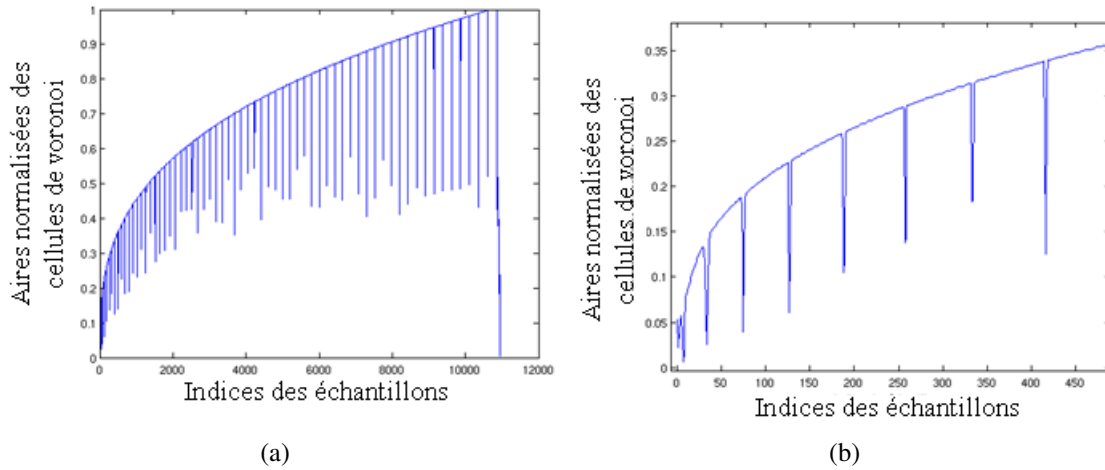 Aires normalisées des
cellules de voronoi
1
0.9
0.8
0.7
0.6
0.5
0.4
0.3
0.2
0.1
0
0 2000 4000 6000 8000 10000 12000
Indices des échantillons
(a)
Aires normalisées des
cellules de voronoi
0.35
0.3
0.25
0.2
0.15
0.1
0.05
0
0 50 100 150 200 250 300 350 400 450
Indices des échantillons
(b)